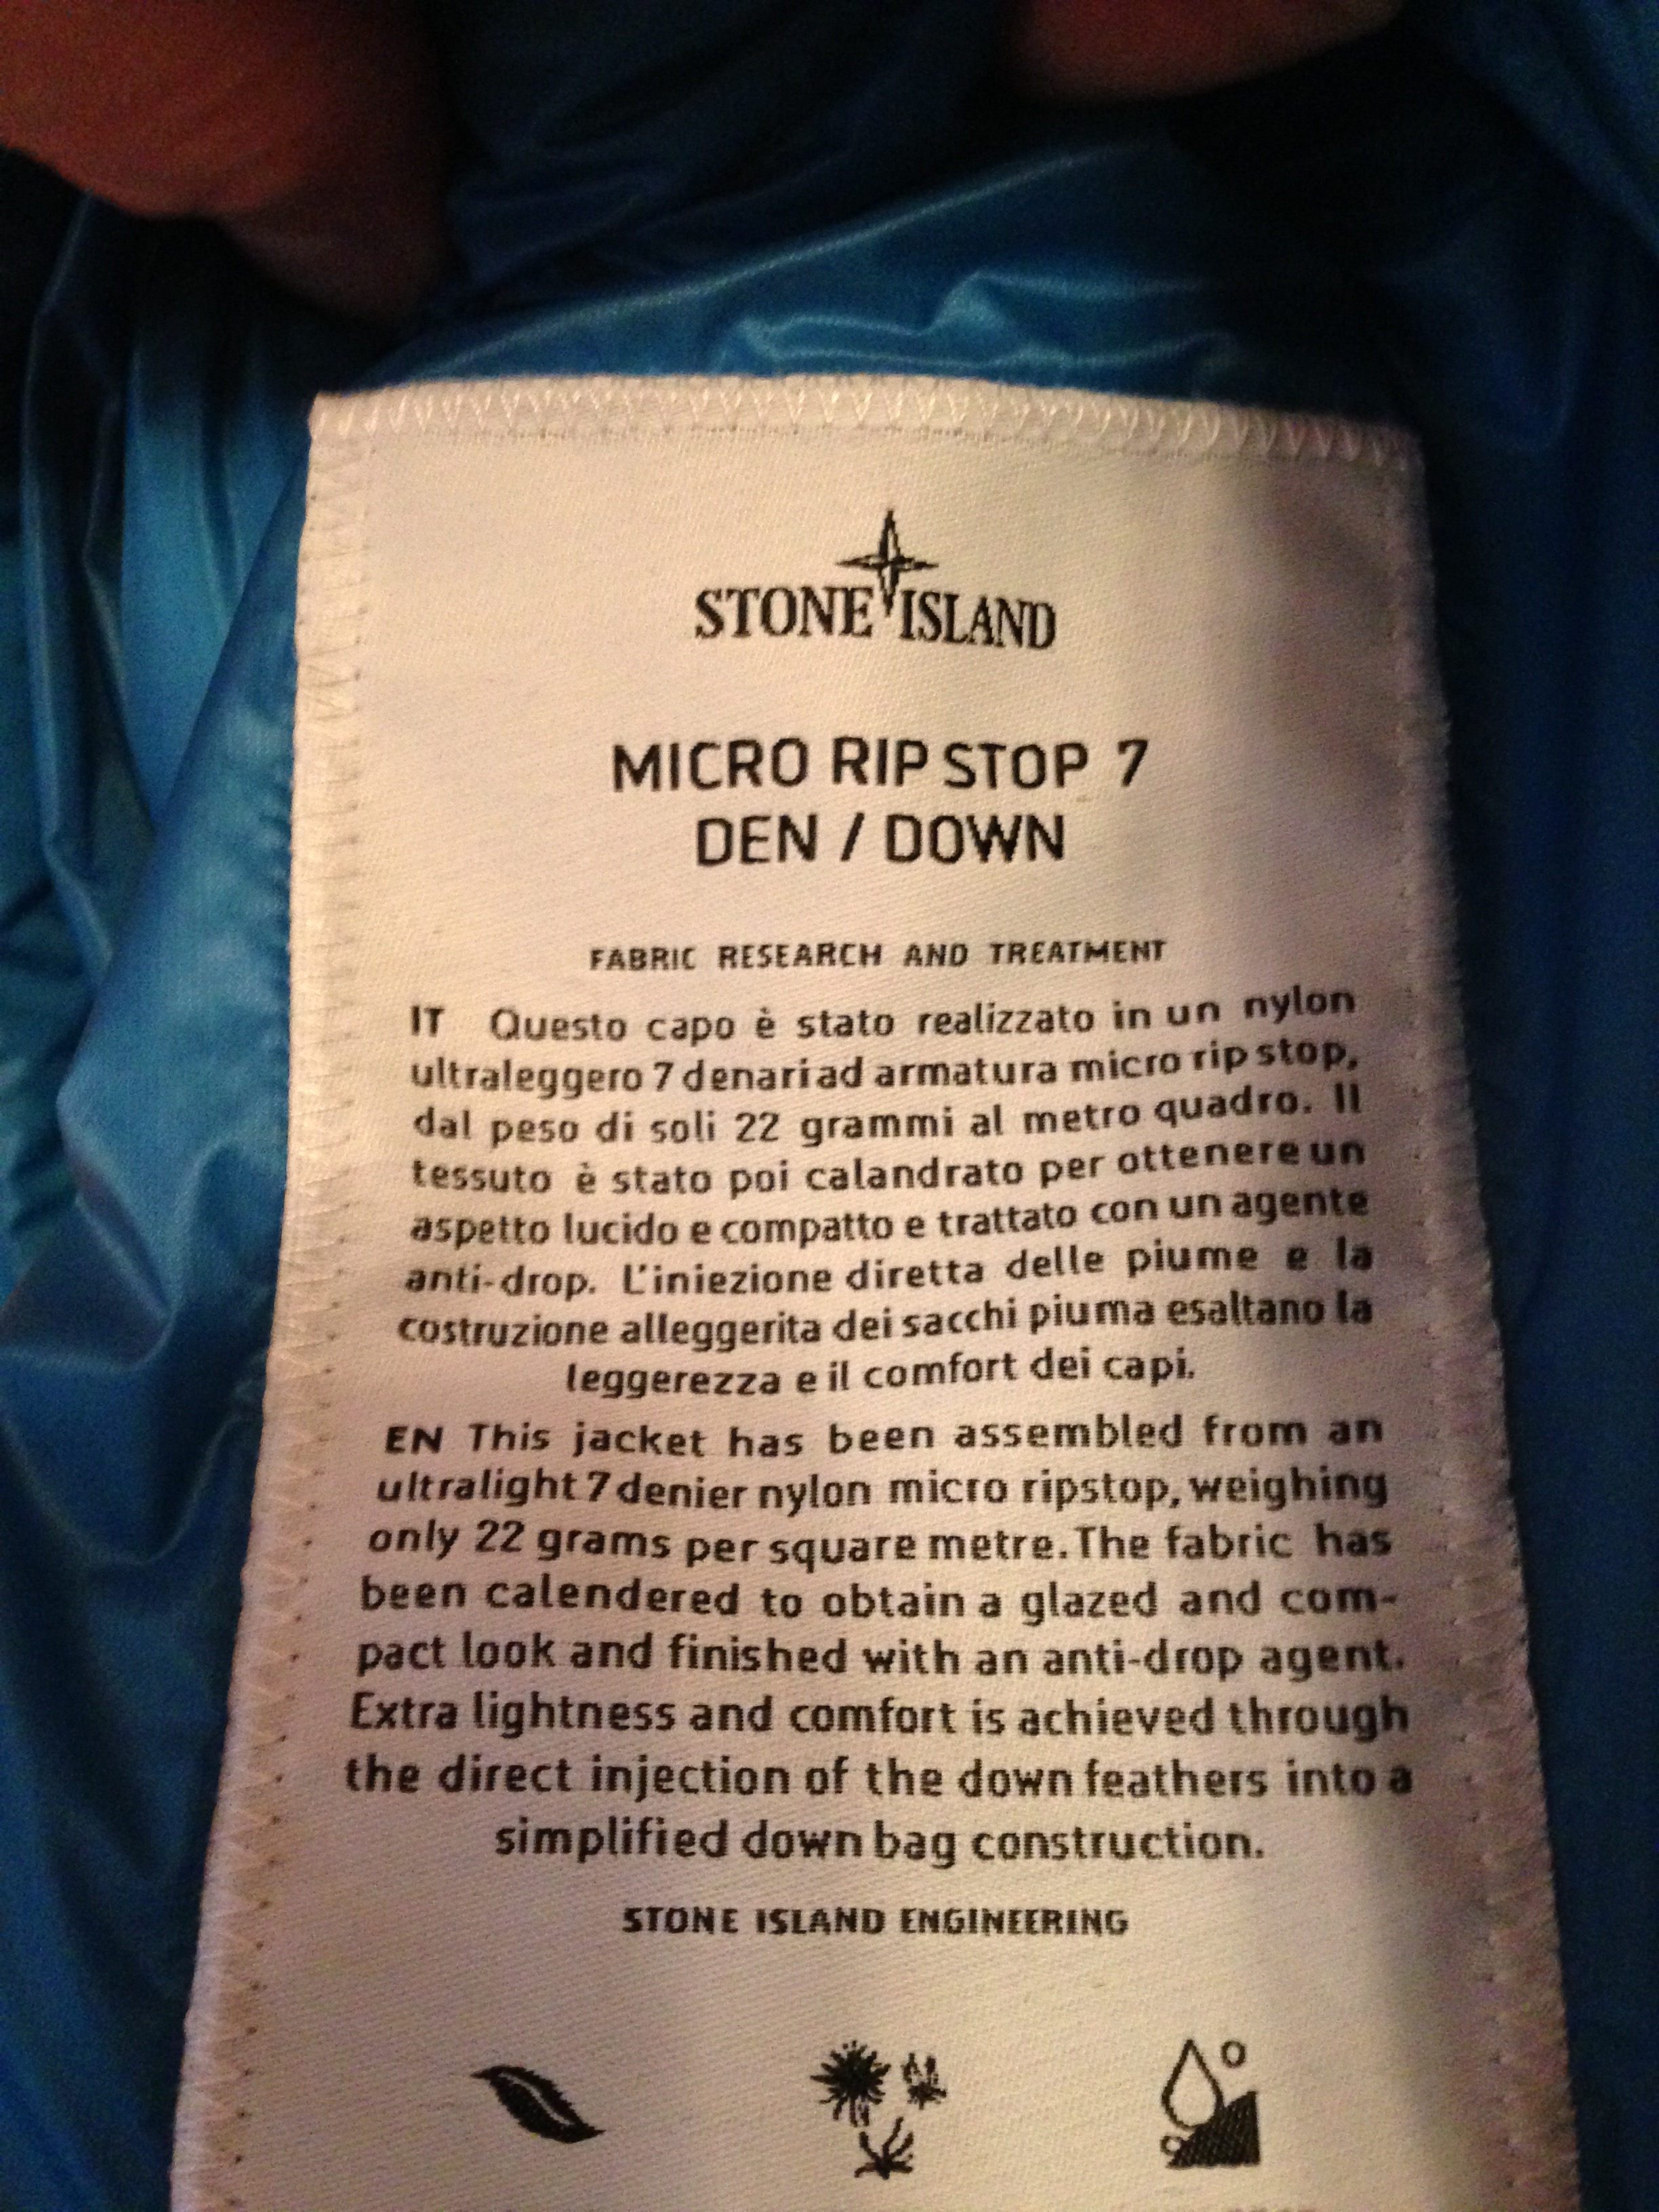 STONE ISLAND
MICRO RIP STOP 7
DEN / DOWN
FABRIC RESEARCH AND TREATMENT
IT Questo capo è stato realizzato in un nylon
ultraleggero 7 denari ad armatura micro rip stop,
dal peso di soli 22 grammi al metro quadro. Il
tessuto è stato poi calandrato per ottenere un
aspetto lucido e compatto e trattato con un agente
anti-drop. L'iniezione diretta delle piume e la
costruzione alleggerita dei sacchi piuma esaltano la
leggerezza e il comfort dei capi.
EN This jacket has been assembled from an
ultralight 7 denier nylon micro ripstop, weighing
only 22 grams per square metre. The fabric has
been calendered to obtain a glazed and com-
pact look and finished with an anti-drop agent.
Extra lightness and comfort is achieved through
the direct injection of the down feathers into a
simplified down bag construction.
STONE ISLAND ENGINEERING